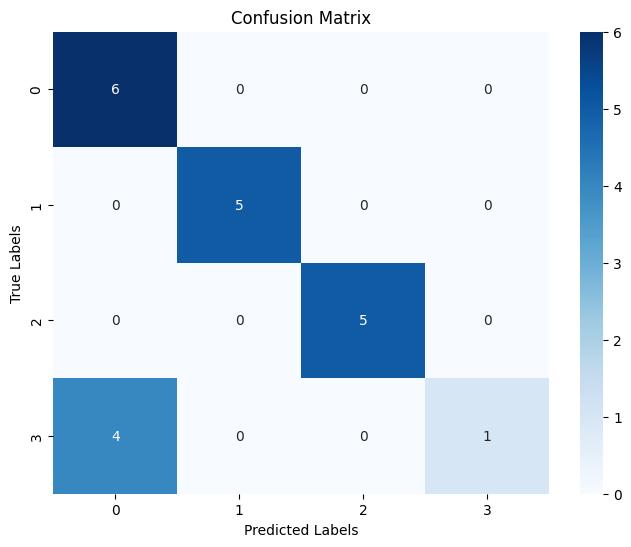 Confusion Matrix
True Labels
0 6 0 0 0
1 0 5 0 0
2 0 0 5 0
3 4 0 0 1
0 1 2 3
Predicted Labels
6
5
4
3
2
1
0